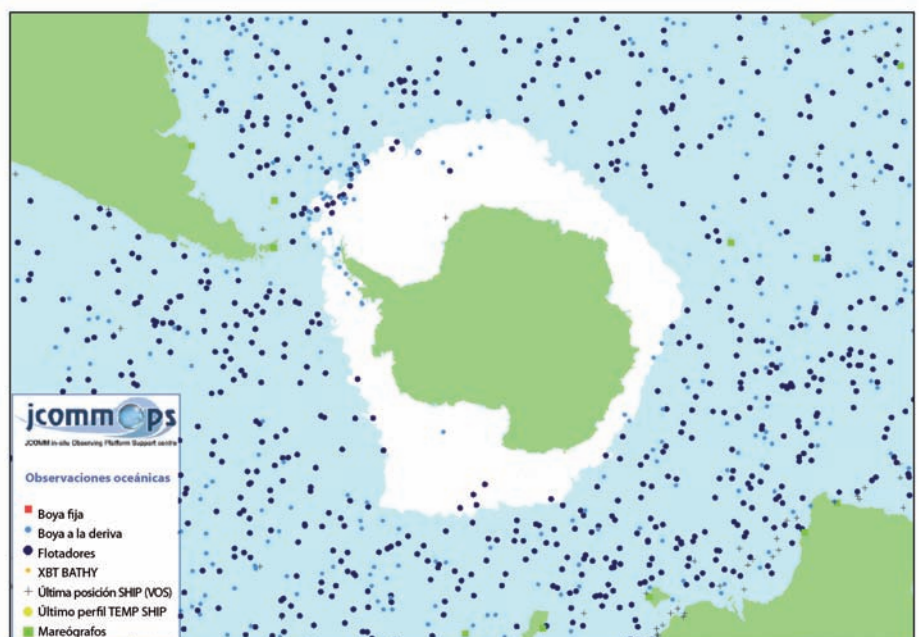 jcommops
JCOMM in-situ Observing Platform Support centre
Observaciones oceánicas
Boya fija
Boya a la deriva
Flotadores
XBT BATHY
Última posición SHIP (VOS)
Último perfil TEMP SHIP
Mareógrafos